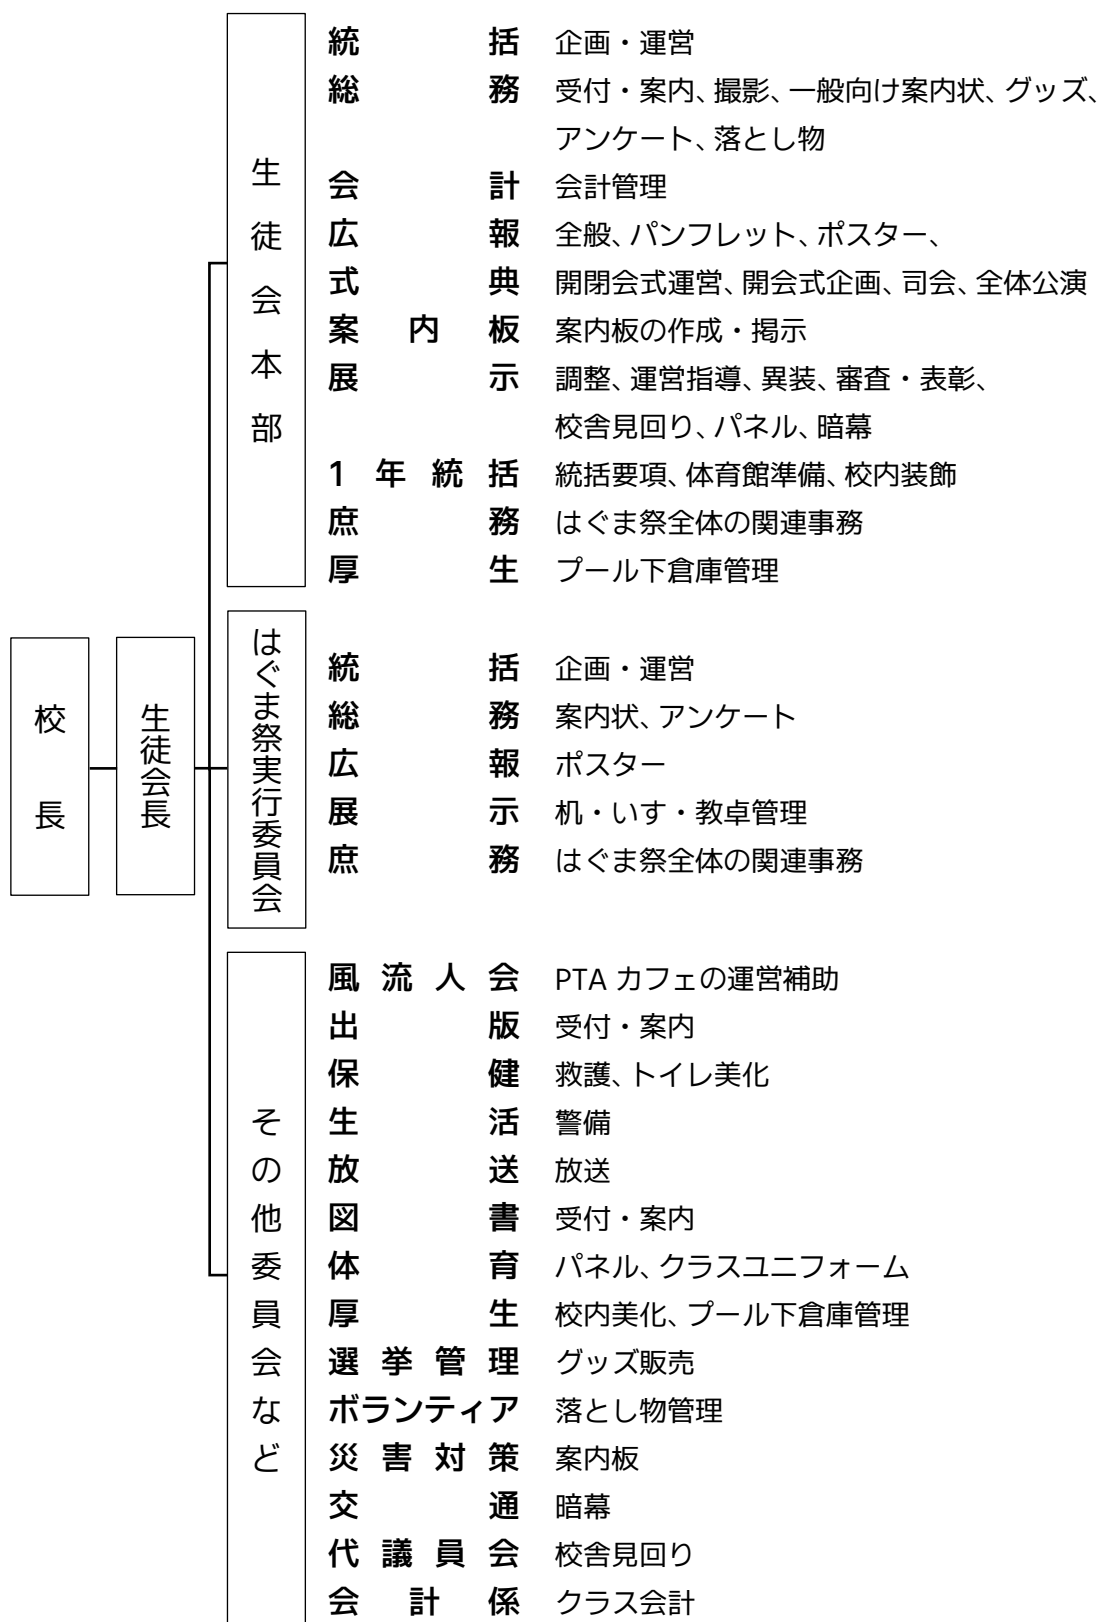 校長
生徒会長
生徒会本部
統括 企画・運営
総務 受付・案内、撮影、一般向け案内状、グッズ、
アンケート、落とし物
会計 会計管理
広報 全般、パンフレット、ポスター、
式典 開閉会式運営、開会式企画、司会、全体公演
案内板 案内板の作成・掲示
展示 調整、運営指導、異装、審査・表彰、
校舎見回り、パネル、暗幕
1年統括 統括要項、体育館準備、校内装飾
庶務 はぐま祭全体の関連事務
厚生 プール下倉庫管理
はぐま祭実行委員会
統括 企画・運営
総務 案内状、アンケート
広報 ポスター
展示 机・いす・教卓管理
庶務 はぐま祭全体の関連事務
その他委員会など
風流人会 PTA カフェの運営補助
出版 受付・案内
保健 救護、トイレ美化
生活 警備
放送 放送
図書 受付・案内
体育 パネル、クラスユニフォーム
厚生 校内美化、プール下倉庫管理
選挙管理 グッズ販売
ボランティア 落とし物管理
災害対策 案内板
交通 暗幕
代議員会 校舎見回り
会計係 クラス会計